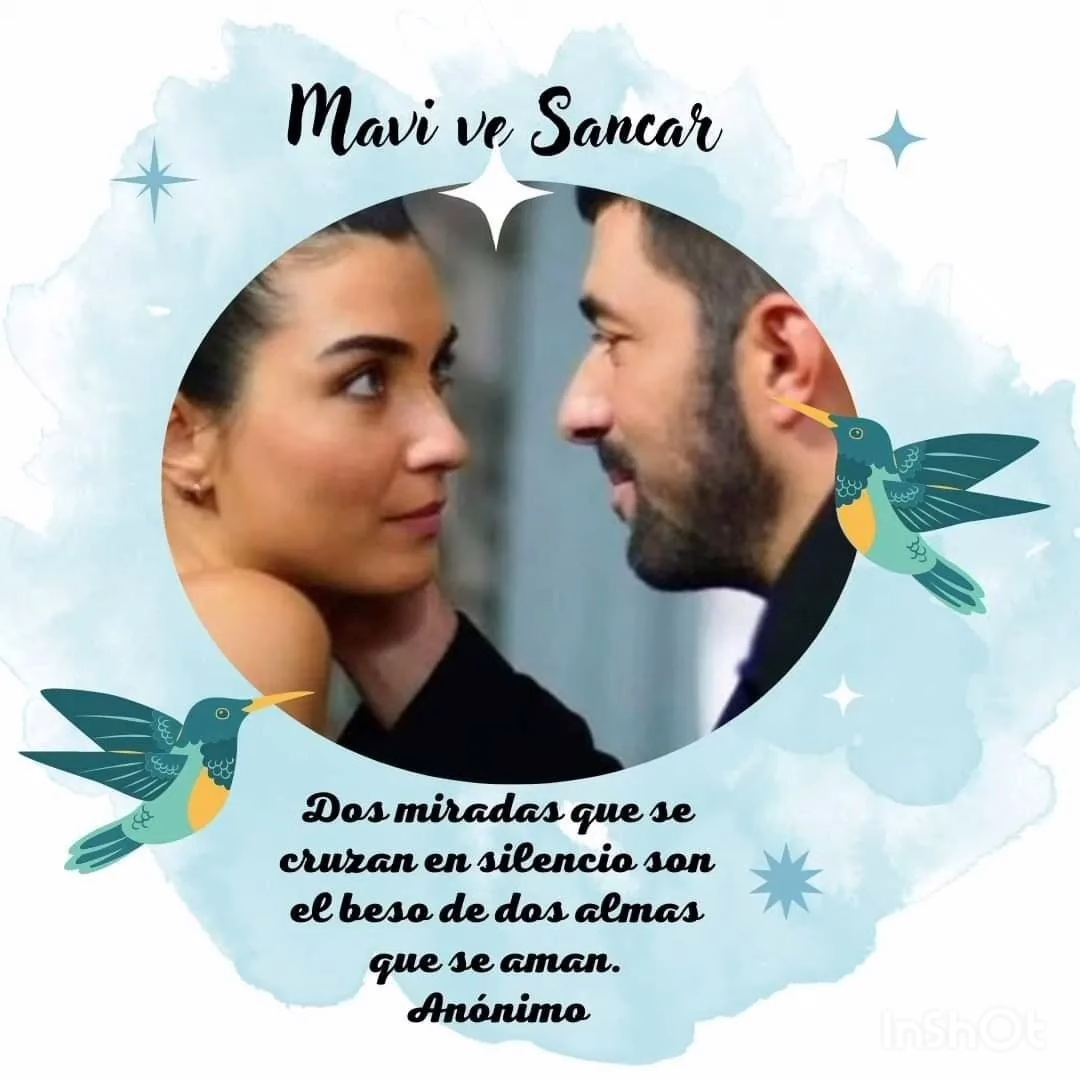 Mavi ve Sancar
Dos miradas que se
cruzan en silencio son
el beso de dos almas
que se aman.
Anónimo
InShOt